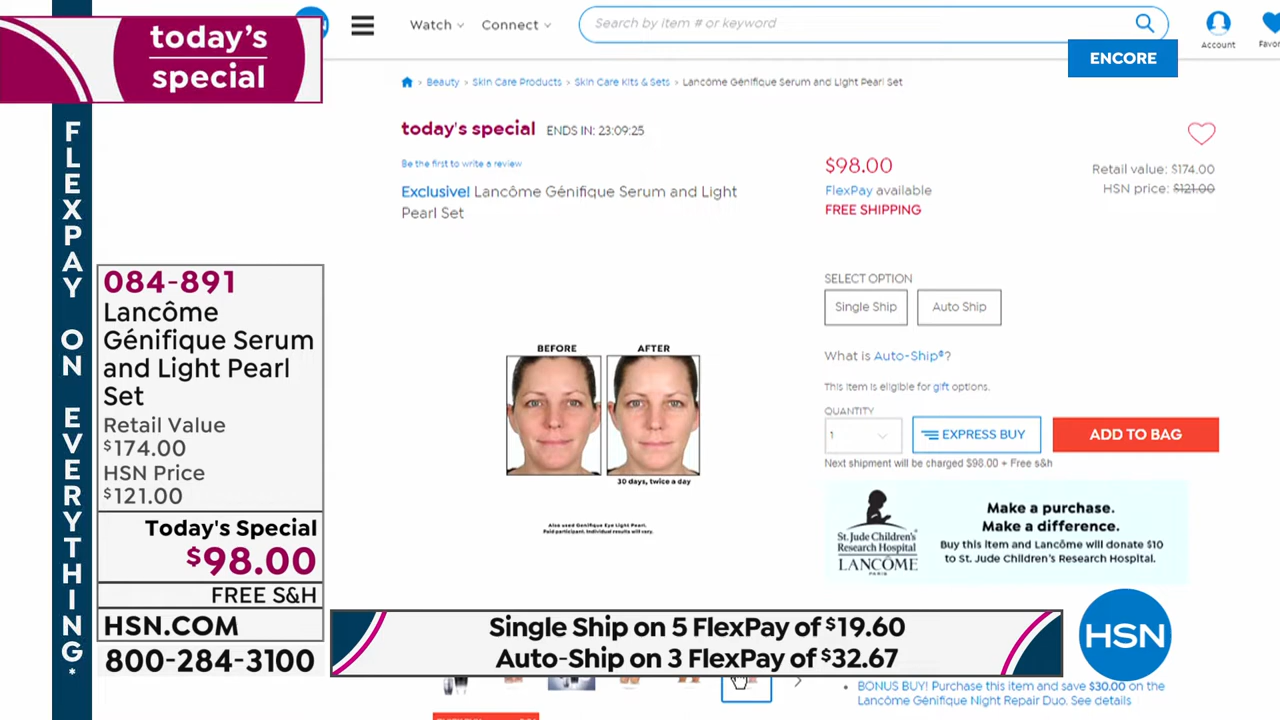 today's
special
FLEXPAY ON EVERYTHING.*
084-891
Lancôme
Génifique Serum
and Light Pearl
Set
Retail Value
$174.00
HSN Price
$121.00
Today's Special
$98.00
FREE S&H
HSN.COM
800-284-3100
Watch
Connect
Search by item # or keyword
Account
ENCORE
Beauty > Skin Care Products > Skin Care Kits & Sets > Lancôme Génifique Serum and Light Pearl Set
today's special ENDS IN: 23:09:25
Be the first to write a review
Exclusive! Lancôme Génifique Serum and Light
Pearl Set
$98.00
FlexPay available
FREE SHIPPING
Retail value: $174.00
HSN price: $121.00
SELECT OPTION
Single Ship
Auto Ship
What is Auto-Ship®?
This item is eligible for gift options.
QUANTITY
1
EXPRESS BUY
ADD TO BAG
Next shipment will be charged $98.00 + Free s&h
BEFORE
AFTER
30 days, twice a day
Also used Genifique Eye Light Pearl.
Paid participant. Individual results will vary.
St. Jude Children's
Research Hospital
LANCÔME
PARIS
Make a purchase.
Make a difference.
Buy this item and Lancôme will donate $10
to St. Jude Children's Research Hospital.
Single Ship on 5 FlexPay of $19.60
Auto-Ship on 3 FlexPay of $32.67
HSN
BONUS BUY! Purchase this item and save $30.00 on the
Lancôme Génifique Night Repair Duo. See details